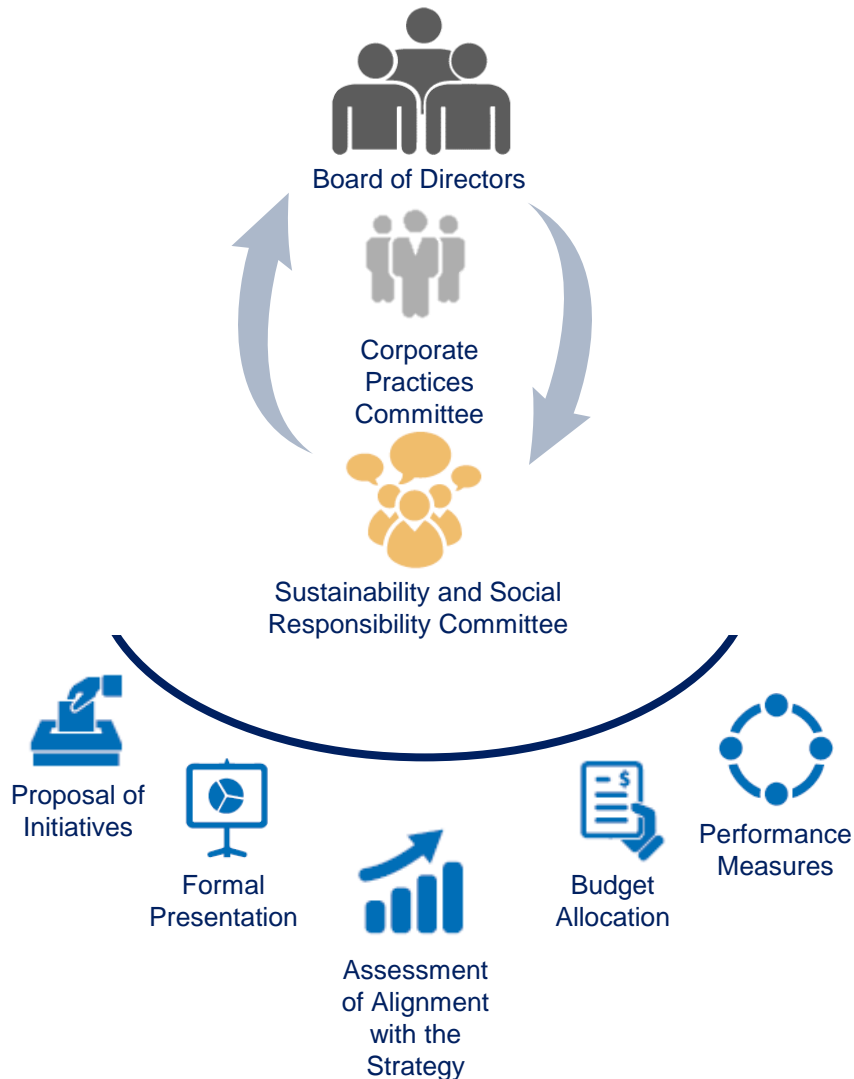 Board of Directors
Corporate
Practices
Committee
Sustainability and Social
Responsibility Committee
Proposal of
Initiatives
Formal
Presentation
Assessment
of Alignment
with the
Strategy
$
Budget
Allocation
Performance
Measures